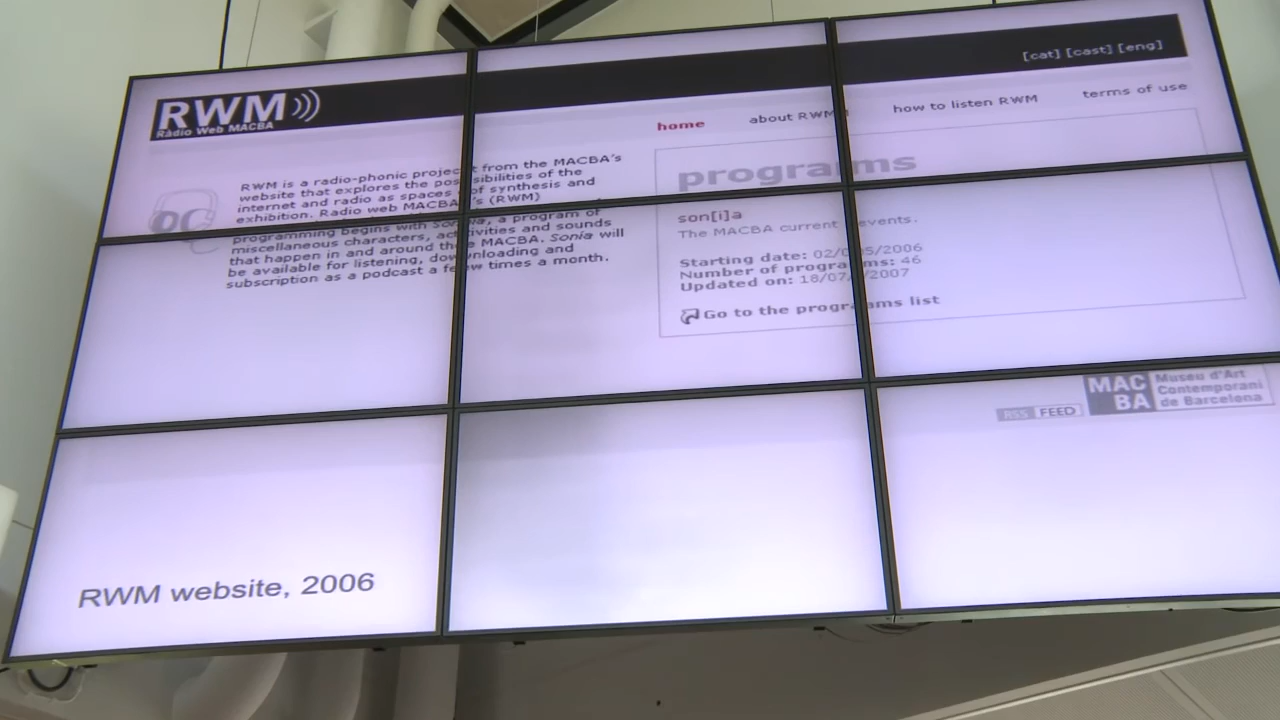 RWM
Ràdio Web MACBA
[cat] [cast] [eng]
home
about RWM
how to listen RWM
terms of use
RWM is a radio-phonic project from the MACBA's
website that explores the possibilities of the
internet and radio as spaces of synthesis and
exhibition. Radio web MACBA's (RWM)
programming begins with Sonia, a program of
miscellaneous characters, activities and sounds
that happen in and around the MACBA. Sonia will
be available for listening, downloading and
subscription as a podcast a few times a month.
programs
son[i]a
The MACBA current events.
Starting date: 02/ /2006
Number of programs: 46
Updated on: 18/07/2007
Go to the programs list
RSS FEED
MAC
BA
Museu d'Art
Contemporani
de Barcelona
RWM website, 2006